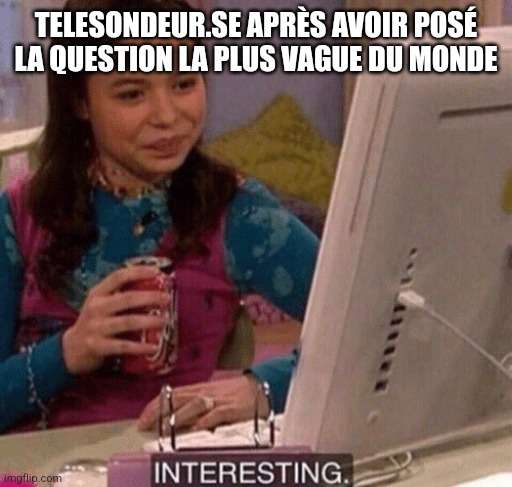 TELESONDEUR.SE APRÈS AVOIR POSÉ
LA QUESTION LA PLUS VAGUE DU MONDE
INTERESTING.
imgflip.com